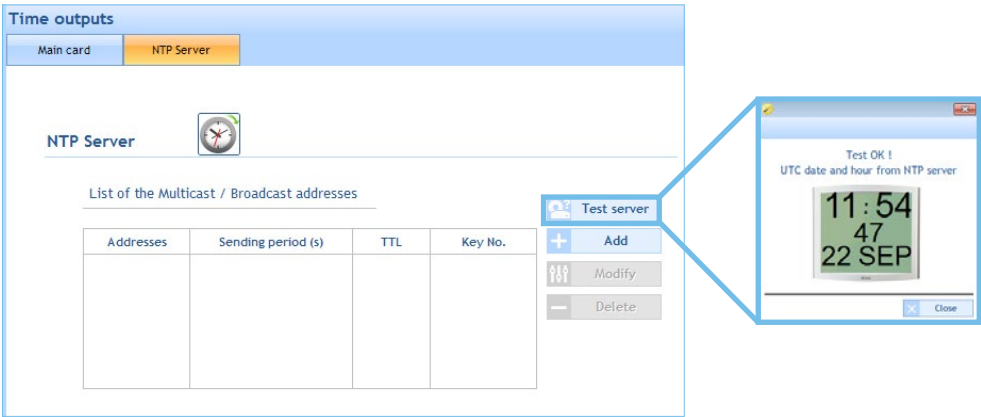 Time outputs
Main card NTP Server
NTP Server
List of the Multicast / Broadcast addresses
Test server
Addresses Sending period (s) TTL Key No.
Add
Modify
Delete
Test OK !
UTC date and hour from NTP server
11:54
47
22 SEP
Close